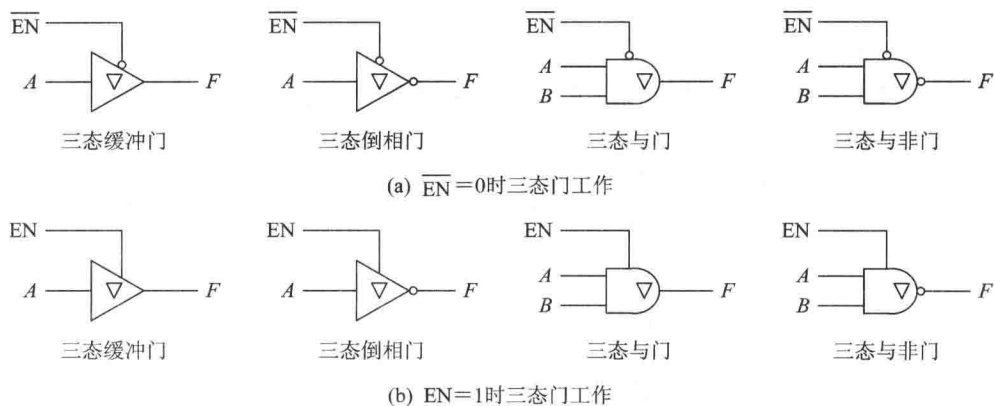 EN EN EN EN
A F A F A B F A B F
三态缓冲门 三态倒相门 三态与门 三态与非门
(a) EN=0时三态门工作
EN EN EN EN
A F A F A B F A B F
三态缓冲门 三态倒相门 三态与门 三态与非门
(b) EN=1时三态门工作